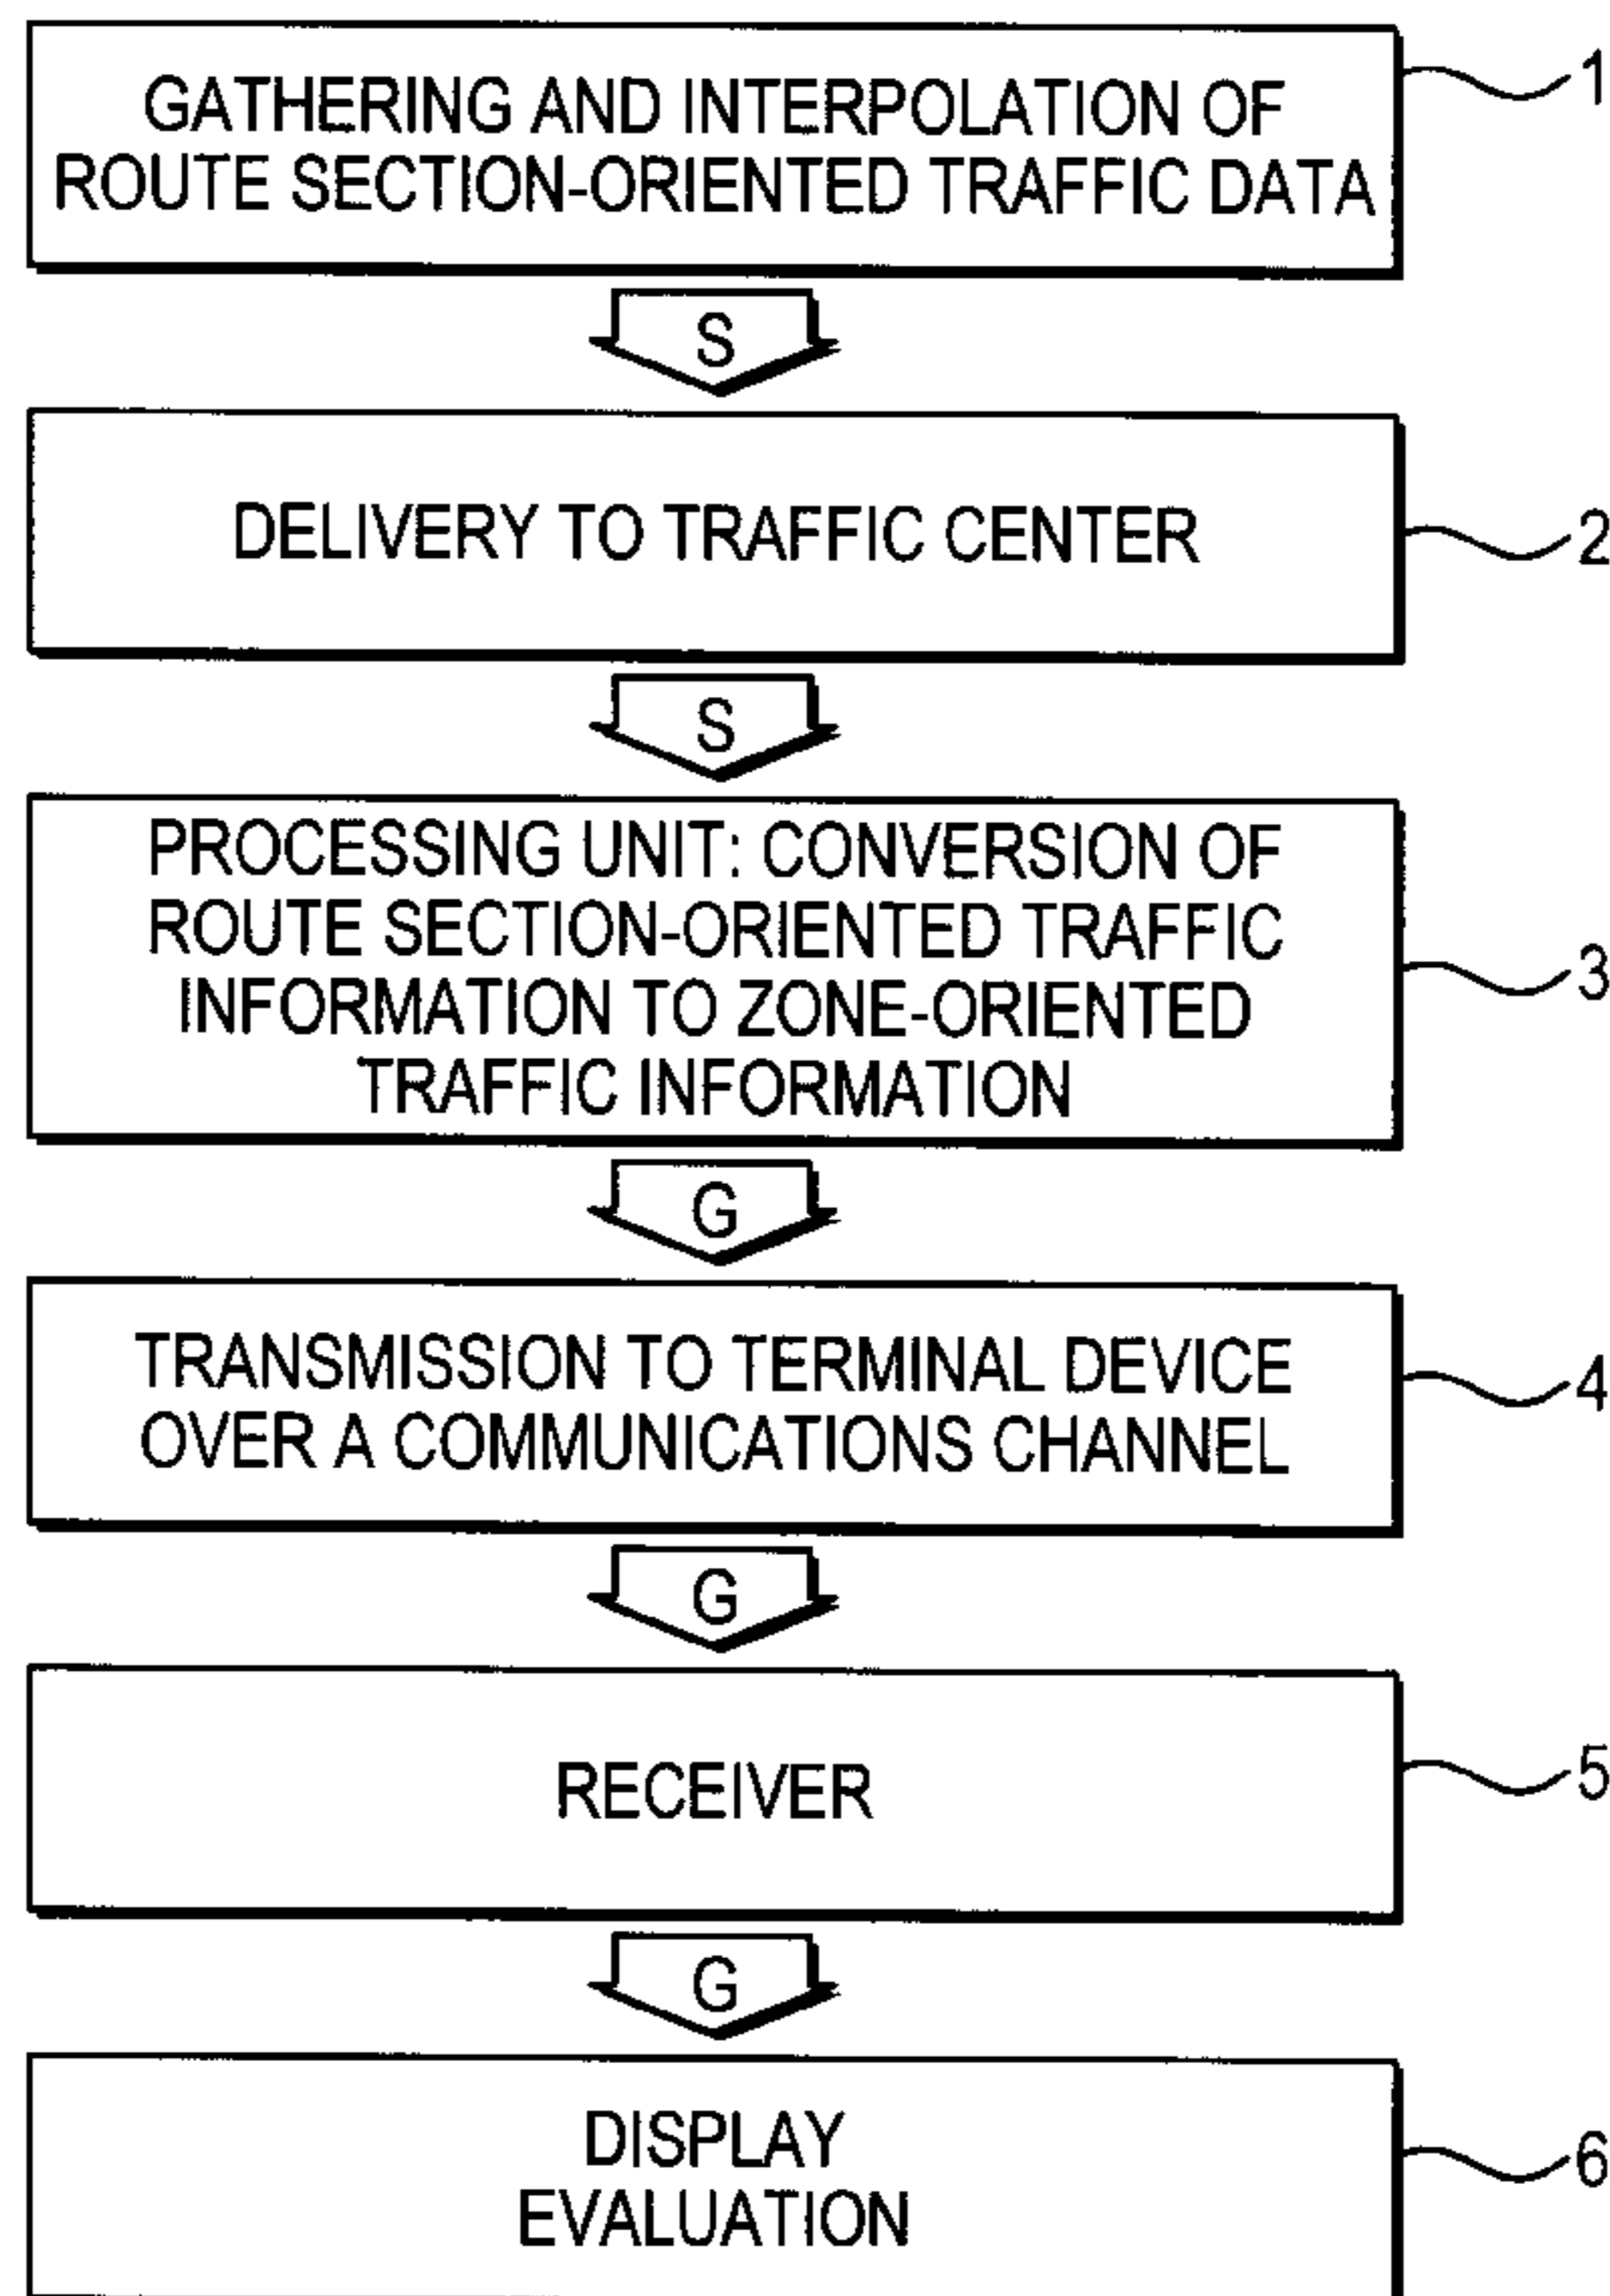 GATHERING AND INTERPOLATION OF
ROUTE SECTION-ORIENTED TRAFFIC DATA
1
S
DELIVERY TO TRAFFIC CENTER
2
S
PROCESSING UNIT: CONVERSION OF
ROUTE SECTION-ORIENTED TRAFFIC
INFORMATION TO ZONE-ORIENTED
TRAFFIC INFORMATION
3
G
TRANSMISSION TO TERMINAL DEVICE
OVER A COMMUNICATIONS CHANNEL
4
G
RECEIVER
5
G
DISPLAY
EVALUATION
6